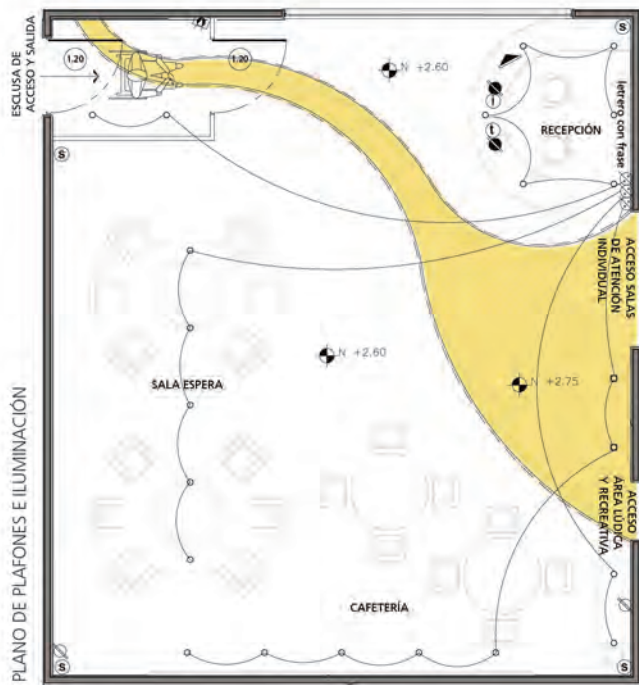 PLANO DE PLAFONES E ILUMINACIÓN
ESCLUSA DE
ACCESO Y SALIDA
1.20
1.20
N +2.60
S
i
t
RECEPCIÓN
letrero con frase
S
ACCESO SALAS
DE ATENCIÓN
INDIVIDUAL
N +2.60
N +2.75
SALA ESPERA
ACCESO
ÁREA LÚDICA
Y RECREATIVA
CAFETERÍA
S
S